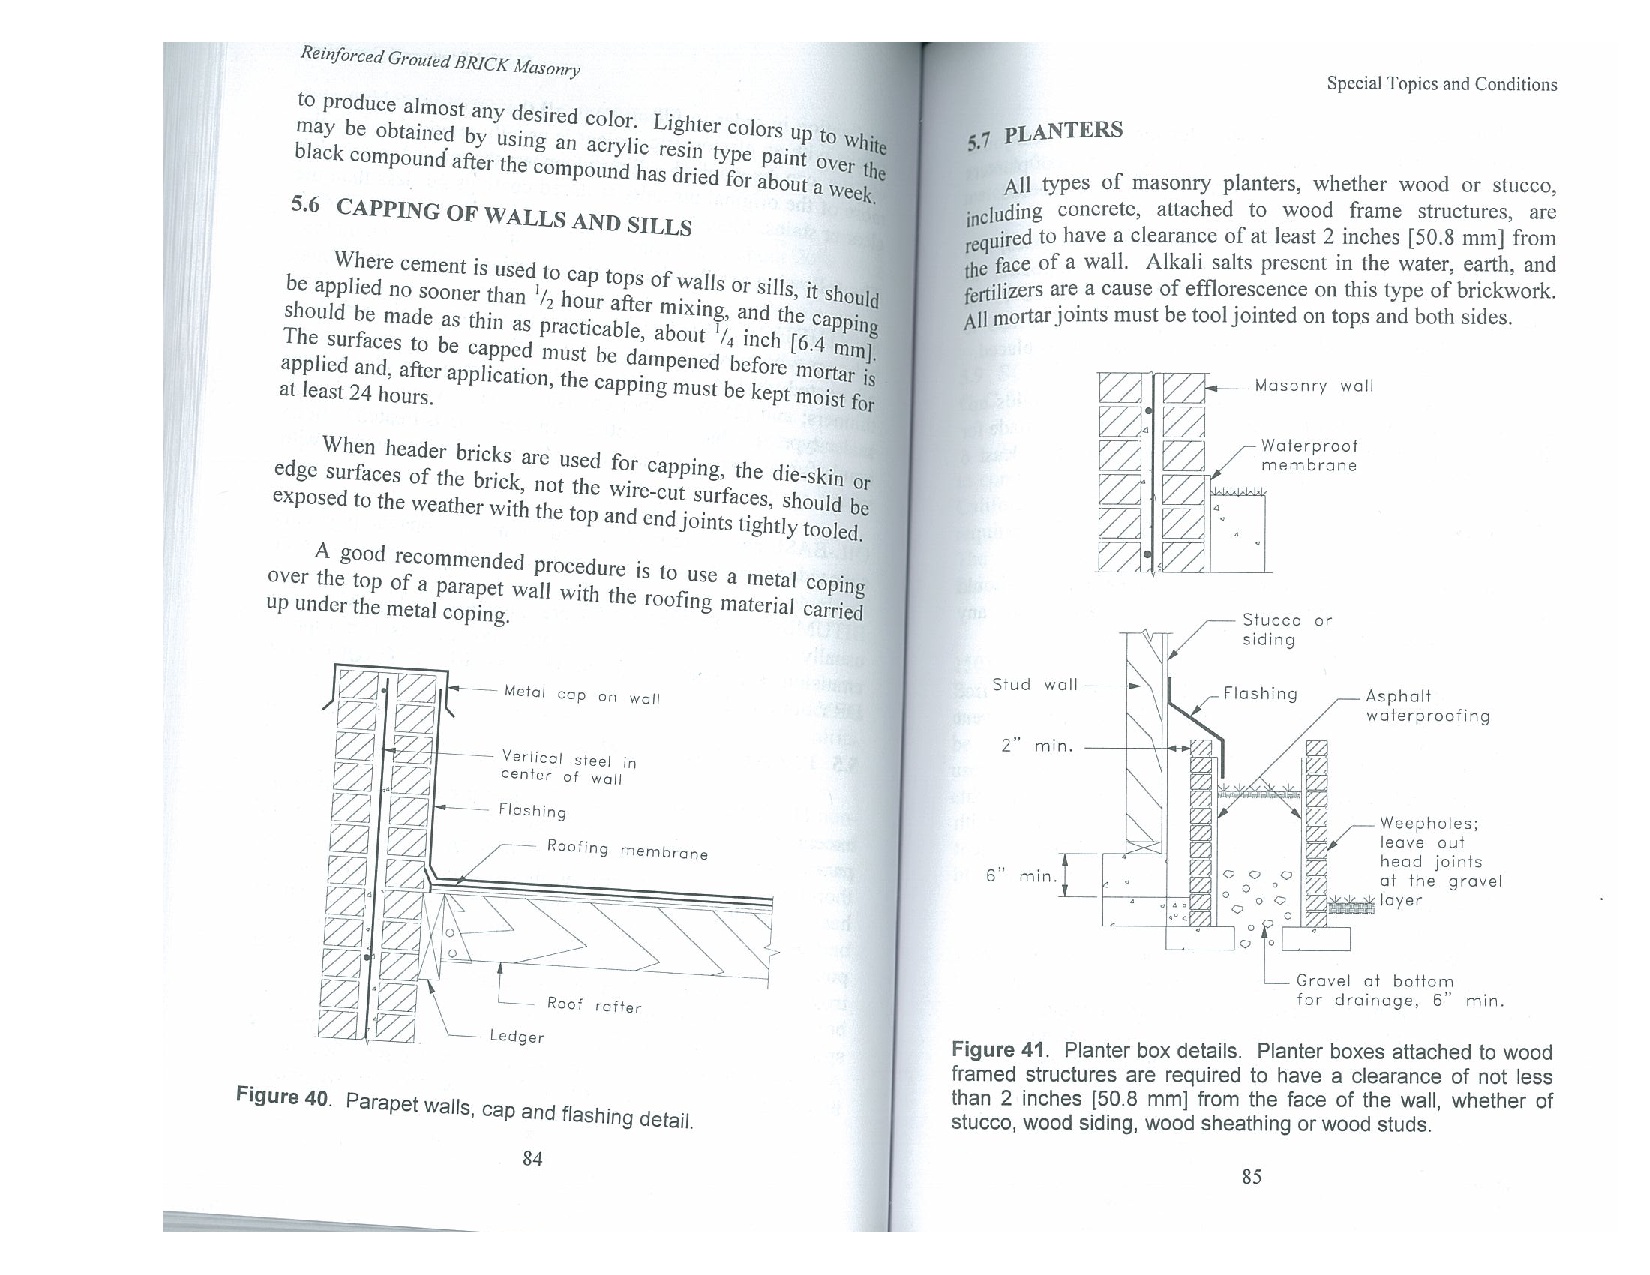 Reinforced Grouted BRICK Masonry
to produce almost any desired color. Lighter colors up to white
may be obtained by using an acrylic resin type paint over the
black compound after the compound has dried for about a week.
5.6 CAPPING OF WALLS AND SILLS
Where cement is used to cap tops of walls or sills, it should
be applied no sooner than 1/2 hour after mixing, and the capping
should be made as thin as practicable, about 1/4 inch [6.4 mm].
The surfaces to be capped must be dampened before mortar is
applied and, after application, the capping must be kept moist for
at least 24 hours.
When header bricks are used for capping, the die-skin or
edge surfaces of the brick, not the wire-cut surfaces, should be
exposed to the weather with the top and end joints tightly tooled.
A good recommended procedure is to use a metal coping
over the top of a parapet wall with the roofing material carried
up under the metal coping.
Metal cap on wall
Vertical steel in
center of wall
Flashing
Roofing membrane
Roof rafter
Ledger
Figure 40. Parapet walls, cap and flashing detail.
84
Special Topics and Conditions
5.7 PLANTERS
All types of masonry planters, whether wood or stucco,
including concrete, attached to wood frame structures, are
required to have a clearance of at least 2 inches [50.8 mm] from
the face of a wall. Alkali salts present in the water, earth, and
fertilizers are a cause of efflorescence on this type of brickwork.
All mortar joints must be tool jointed on tops and both sides.
Masonry wall
Waterproof
membrane
Stucco or
siding
Stud wall
Flashing
Asphalt
waterproofing
2" min.
Weepholes;
leave out
head joints
at the gravel
layer
6" min.
Gravel at bottom
for drainage, 6" min.
Figure 41. Planter box details. Planter boxes attached to wood
framed structures are required to have a clearance of not less
than 2 inches [50.8 mm] from the face of the wall, whether of
stucco, wood siding, wood sheathing or wood studs.
85